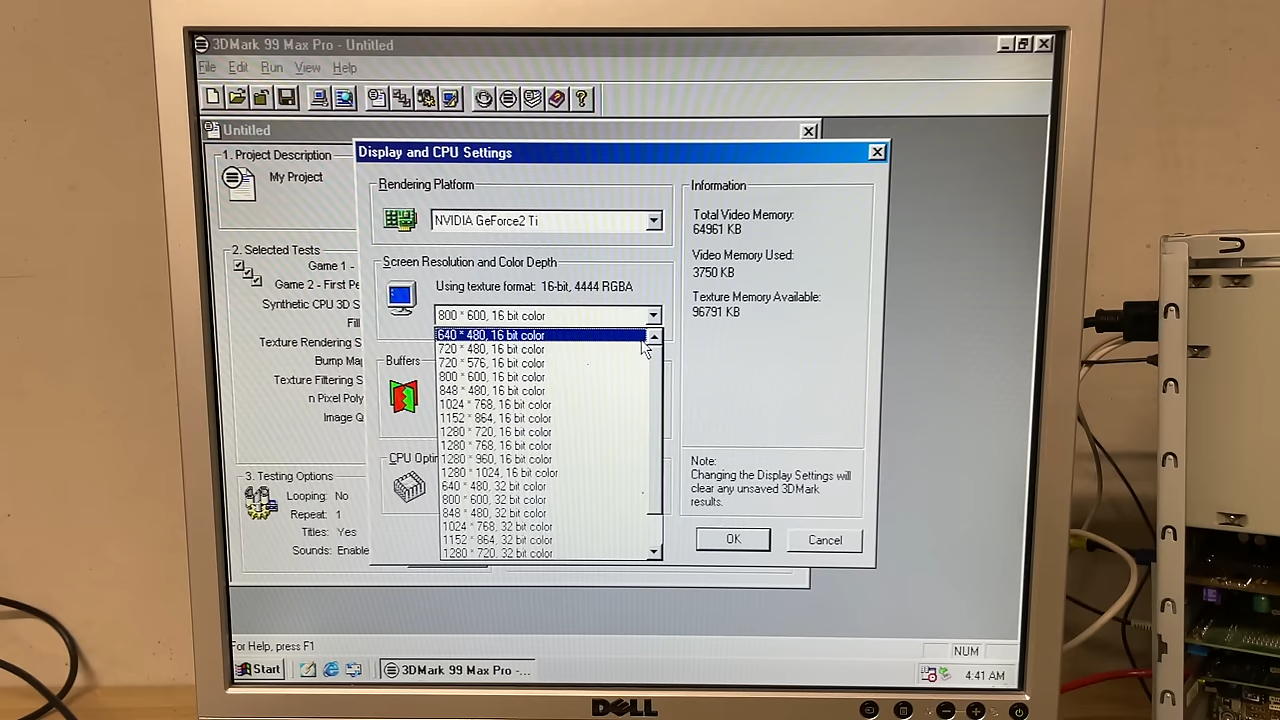 3DMark 99 Max Pro - Untitled
File Edit Run View Help
Untitled
1. Project Description
My Project
2. Selected Tests
Game 1 -
Game 2 - First Pe
Synthetic CPU 3D S
Fill
Texture Rendering S
Bump Map
Texture Filtering S
n Pixel Poly
Image Q
3. Testing Options
Looping: No
Repeat: 1
Titles: Yes
Sounds: Enable
Display and CPU Settings
Rendering Platform
NVIDIA GeForce2 Ti
Screen Resolution and Color Depth
Using texture format: 16-bit, 4444 RGBA
800 * 600, 16 bit color
640 * 480, 16 bit color
720 * 480, 16 bit color
720 * 576, 16 bit color
800 * 600, 16 bit color
848 * 480, 16 bit color
1024 * 768, 16 bit color
1152 * 864, 16 bit color
1280 * 720, 16 bit color
1280 * 768, 16 bit color
1280 * 960, 16 bit color
1280 * 1024, 16 bit color
640 * 480, 32 bit color
800 * 600, 32 bit color
848 * 480, 32 bit color
1024 * 768, 32 bit color
1152 * 864, 32 bit color
1280 * 720, 32 bit color
Buffers
CPU Optin
Information
Total Video Memory:
64961 KB
Video Memory Used:
3750 KB
Texture Memory Available:
96791 KB
Note:
Changing the Display Settings will
clear any unsaved 3DMark
results.
OK Cancel
For Help, press F1
NUM
Start
3DMark 99 Max Pro -...
4:41 AM
DELL